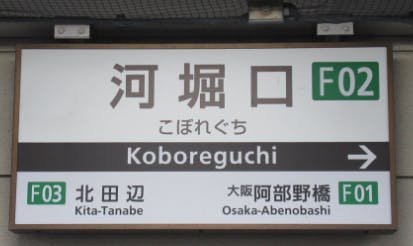 河堀口 F02
こぼれぐち
Koboreguchi →
F03 北田辺 大阪阿部野橋 F01
Kita-Tanabe Osaka-Abenobashi